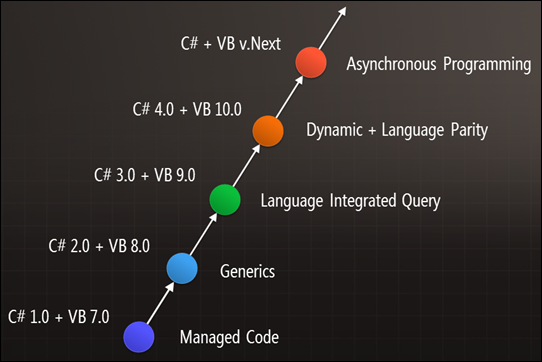 C# + VB v.Next
Asynchronous Programming
C# 4.0 + VB 10.0
Dynamic + Language Parity
C# 3.0 + VB 9.0
Language Integrated Query
C# 2.0 + VB 8.0
Generics
C# 1.0 + VB 7.0
Managed Code